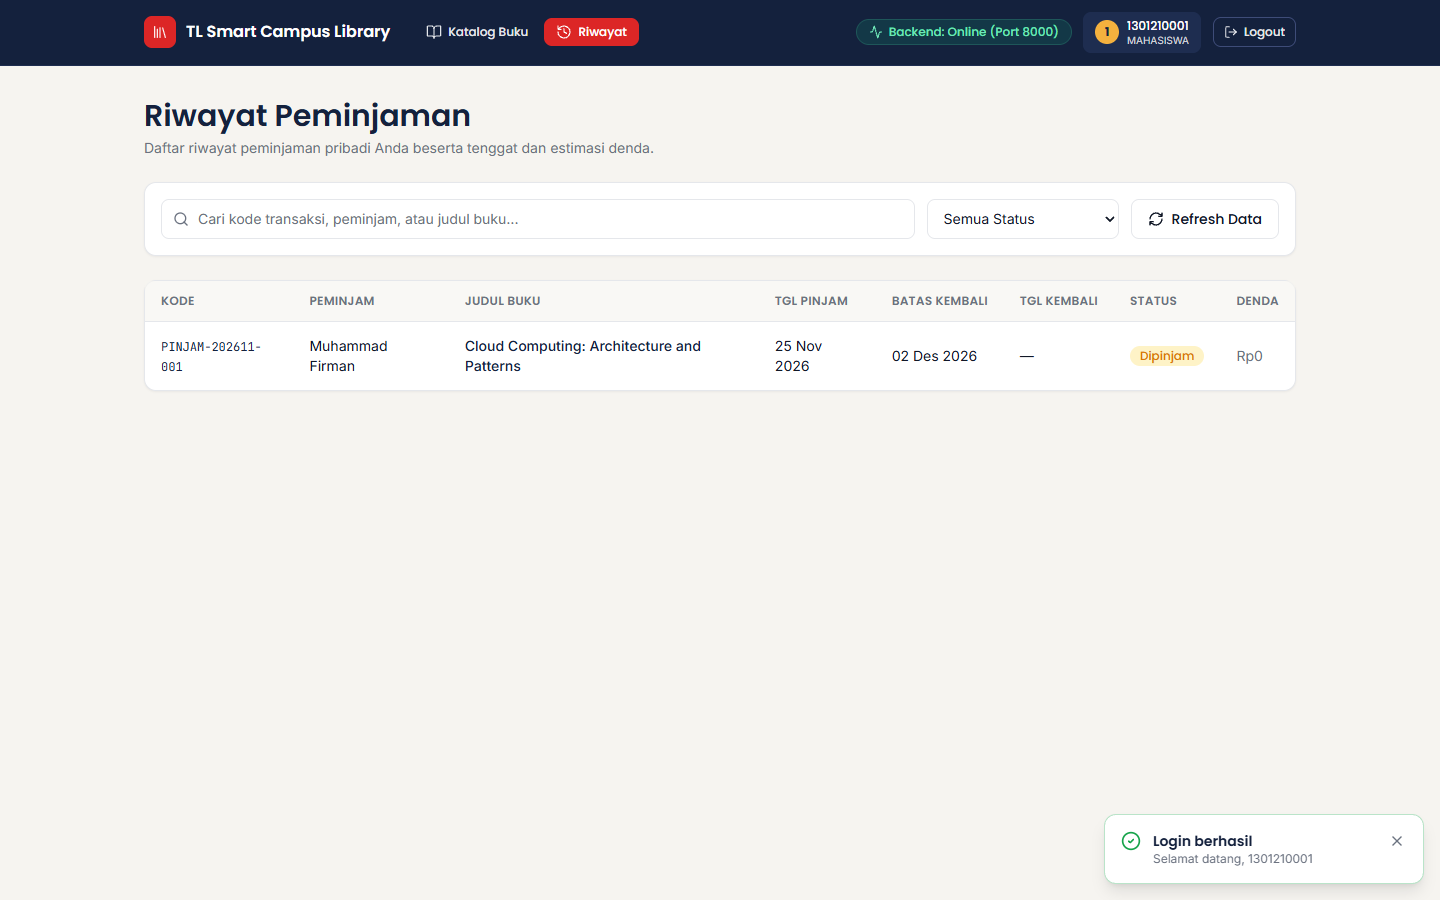 TL Smart Campus Library
Katalog Buku
Riwayat
Backend: Online (Port 8000)
1
1301210001
MAHASISWA
Logout
Riwayat Peminjaman
Daftar riwayat peminjaman pribadi Anda beserta tenggat dan estimasi denda.
Cari kode transaksi, peminjam, atau judul buku...
Semua Status
Refresh Data
KODE PEMINJAM JUDUL BUKU TGL PINJAM BATAS KEMBALI TGL KEMBALI STATUS DENDA
PINJAM-202611-
001
Muhammad
Firman
Cloud Computing: Architecture and
Patterns
25 Nov
2026
02 Des 2026
—
Dipinjam
Rp0
Login berhasil
Selamat datang, 1301210001